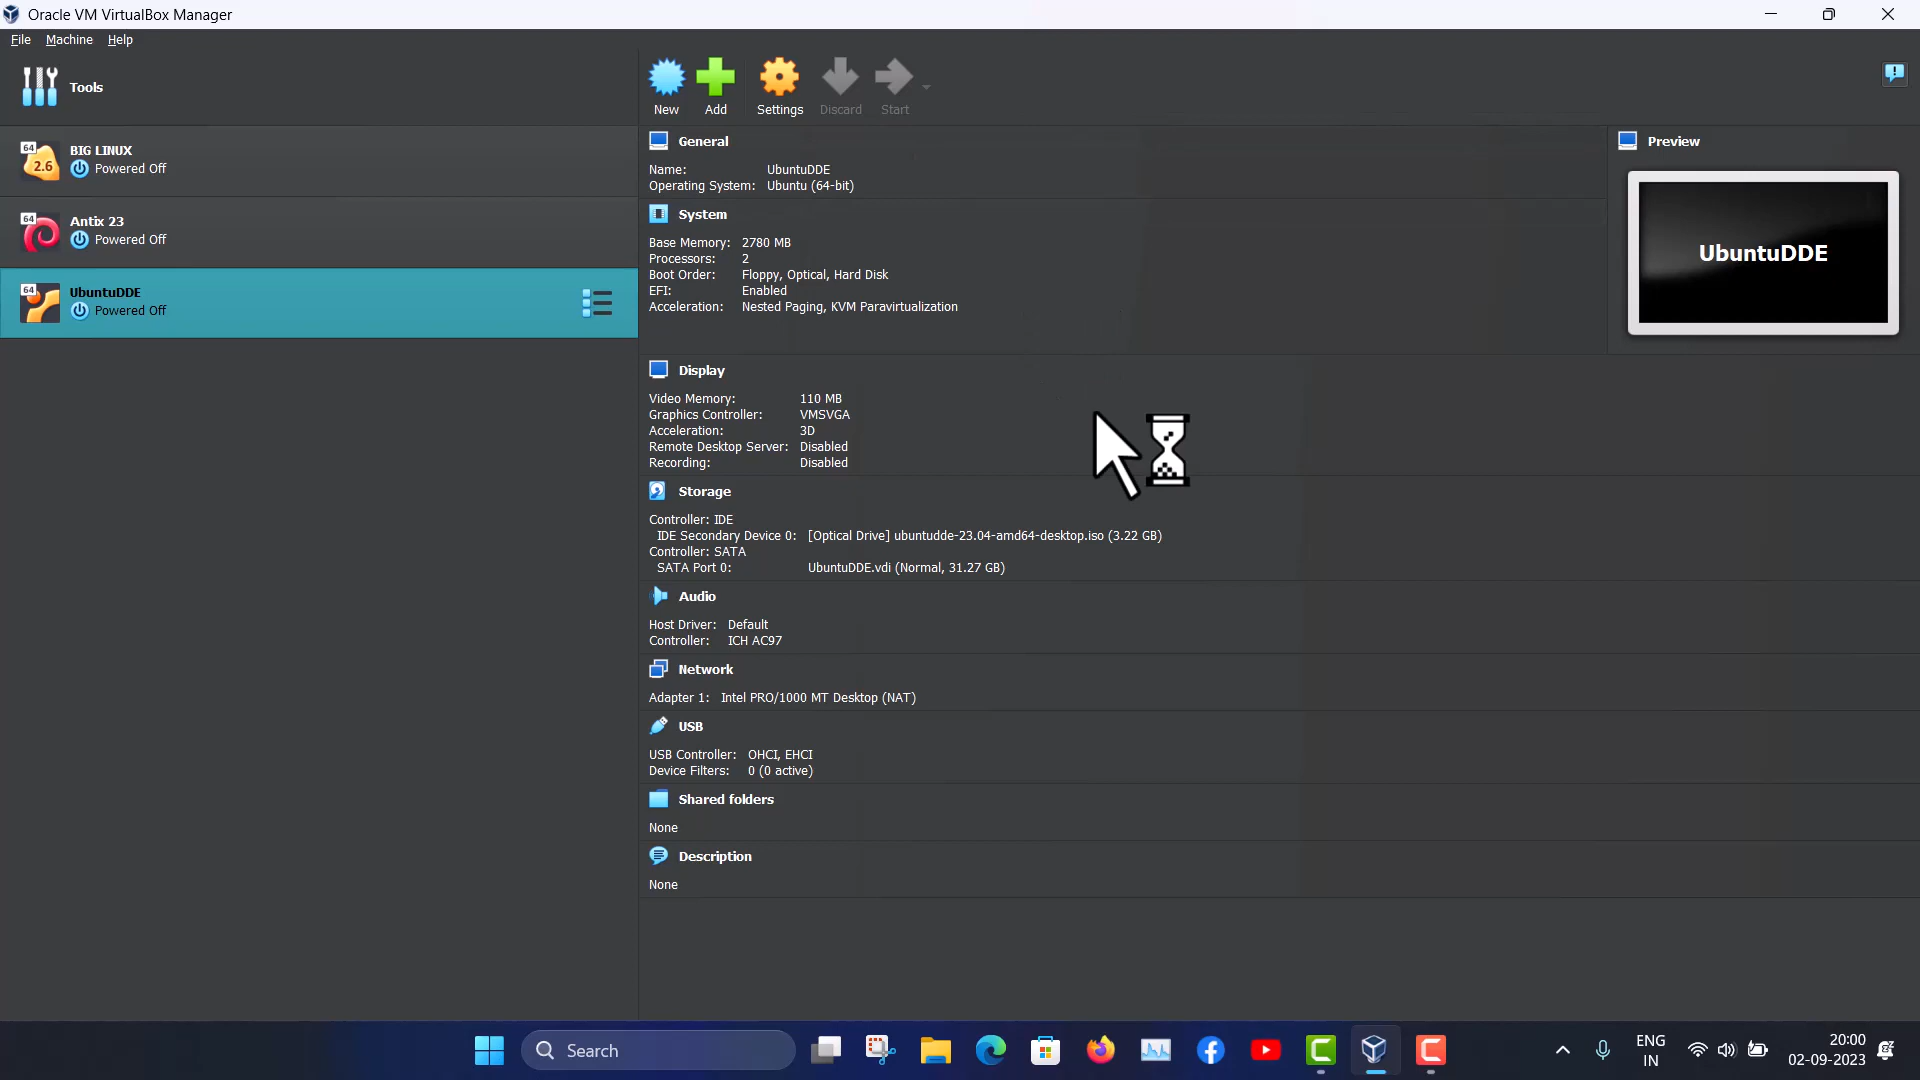 Oracle VM VirtualBox Manager
File Machine Help
Tools
New Add Settings Discard Start
64
2.6
BIG LINUX
Powered Off
64
Antix 23
Powered Off
64
UbuntuDDE
Powered Off
General
Name: UbuntuDDE
Operating System: Ubuntu (64-bit)
System
Base Memory: 2780 MB
Processors: 2
Boot Order: Floppy, Optical, Hard Disk
EFI: Enabled
Acceleration: Nested Paging, KVM Paravirtualization
Preview
UbuntuDDE
Display
Video Memory: 110 MB
Graphics Controller: VMSVGA
Acceleration: 3D
Remote Desktop Server: Disabled
Recording: Disabled
Storage
Controller: IDE
IDE Secondary Device 0: [Optical Drive] ubuntudde-23.04-amd64-desktop.iso (3.22 GB)
Controller: SATA
SATA Port 0: UbuntuDDE.vdi (Normal, 31.27 GB)
Audio
Host Driver: Default
Controller: ICH AC97
Network
Adapter 1: Intel PRO/1000 MT Desktop (NAT)
USB
USB Controller: OHCI, EHCI
Device Filters: 0 (0 active)
Shared folders
None
Description
None
Search
ENG
IN
20:00
02-09-2023